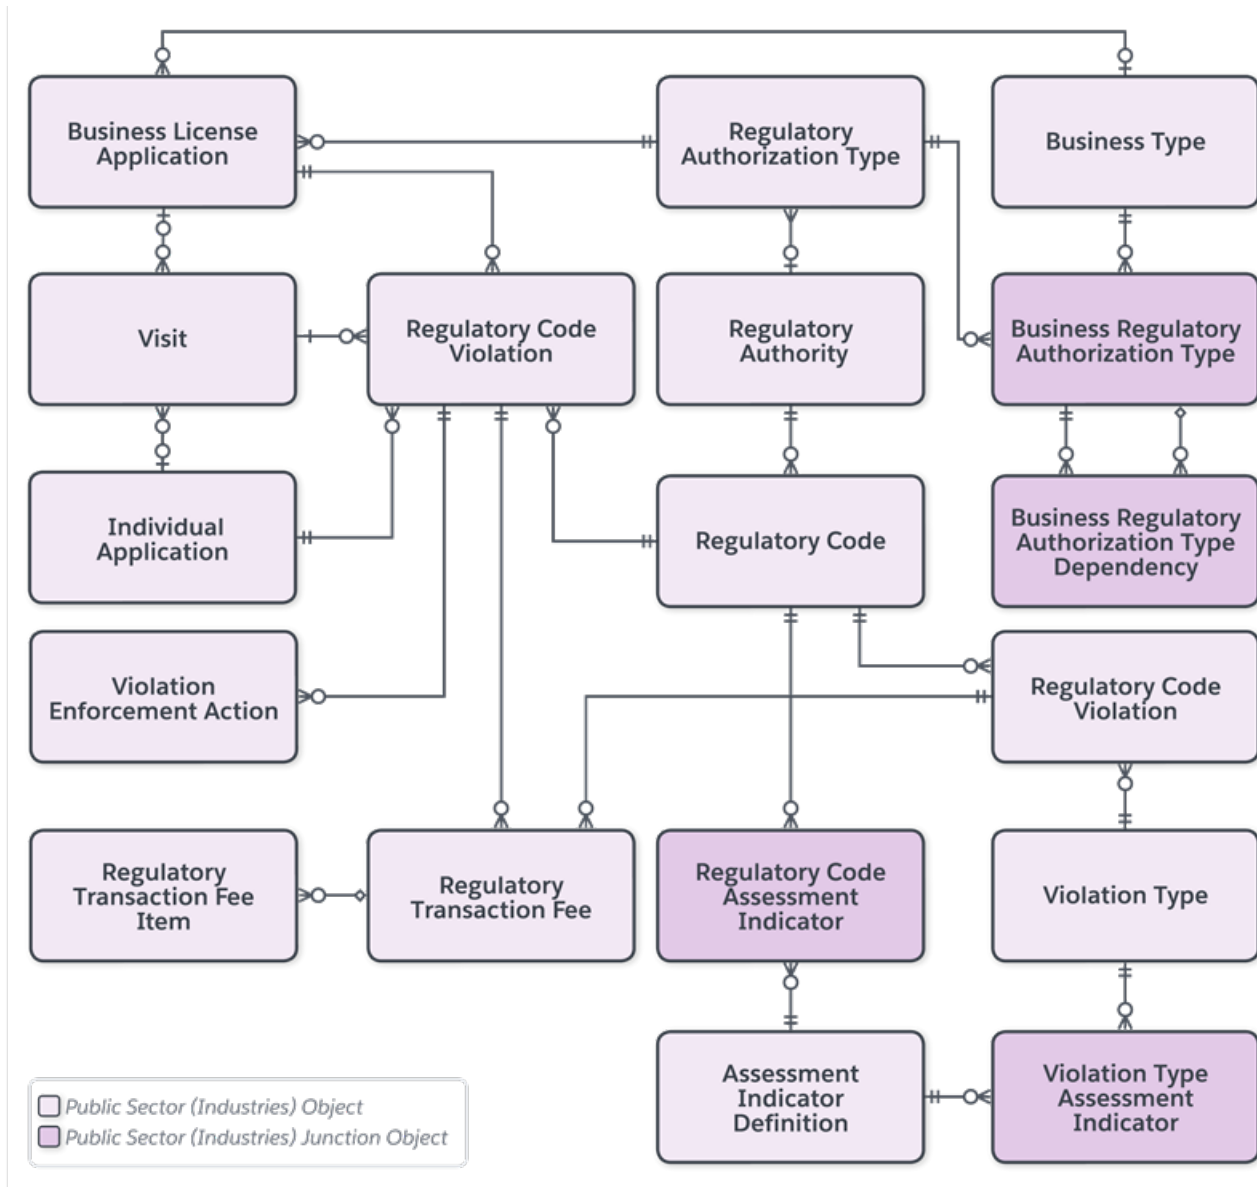 Business License
Application
Regulatory
Authorization Type
Business Type
Visit
Regulatory Code
Violation
Regulatory
Authority
Business Regulatory
Authorization Type
Individual
Application
Regulatory Code
Business Regulatory
Authorization Type
Dependency
Violation
Enforcement Action
Regulatory Code
Violation
Regulatory
Transaction Fee
Item
Regulatory
Transaction Fee
Regulatory Code
Assessment
Indicator
Violation Type
Assessment
Indicator
Definition
Violation Type
Assessment
Indicator
Public Sector (Industries) Object
Public Sector (Industries) Junction Object